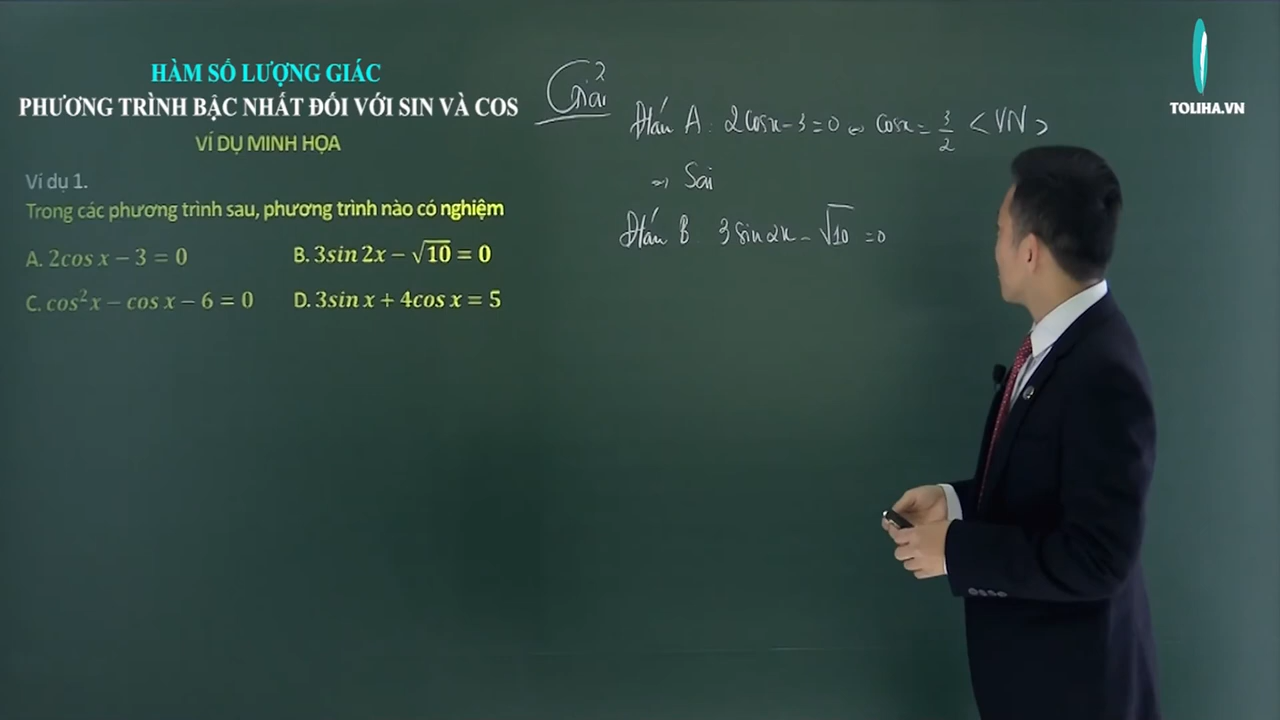 HÀM SỐ LƯỢNG GIÁC
PHƯƠNG TRÌNH BẬC NHẤT ĐỐI VỚI SIN VÀ COS
VÍ DỤ MINH HỌA
Ví dụ 1.
Trong các phương trình sau, phương trình nào có nghiệm
A. 2cos x − 3 = 0
B. 3sin 2x − √10 = 0
C. cos²x − cos x − 6 = 0
D. 3sin x + 4cos x = 5
Giải
A: 2cosx − 3 = 0 ⇔ cosx = 3/2 <VN>
⇒ Sai
B 3sin2x − √10 = 0
TOLIHA.VN